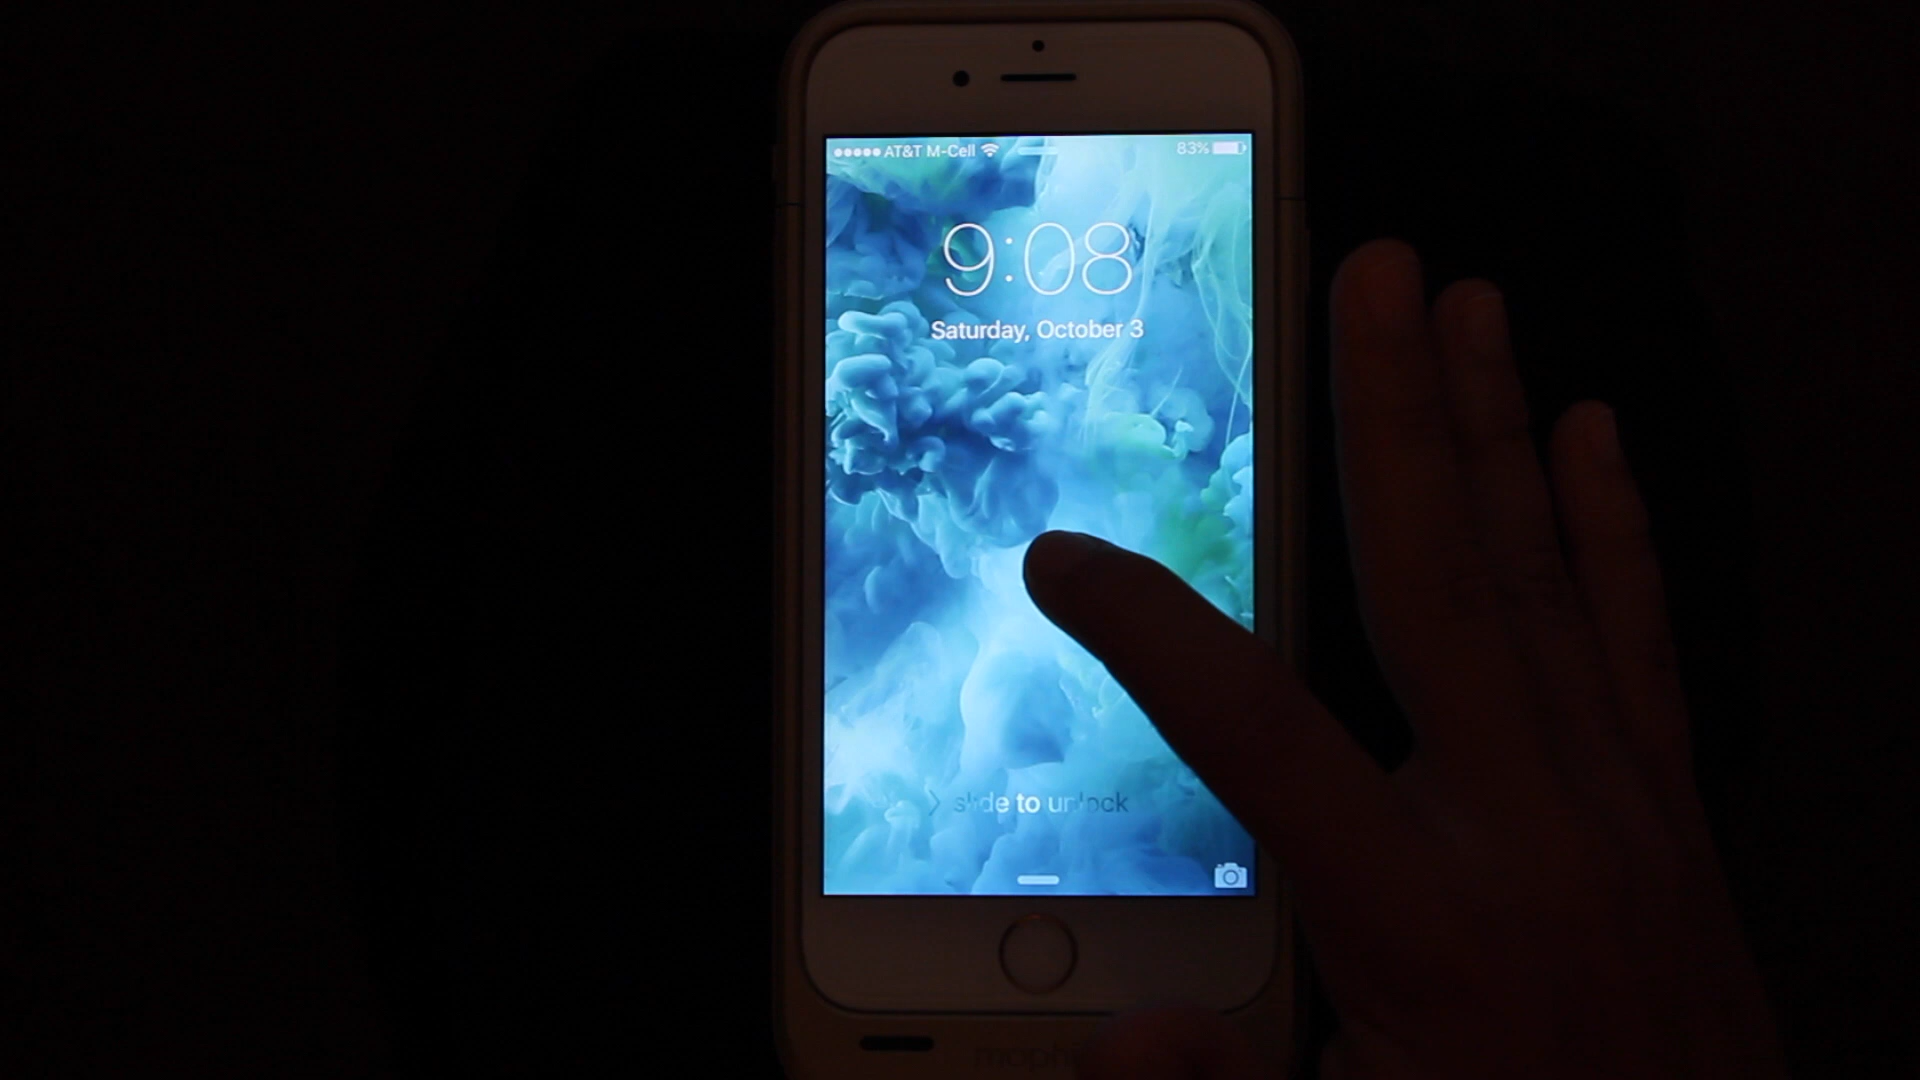 AT&T M-Cell
83%
9:08
Saturday, October 3
slide to unlock